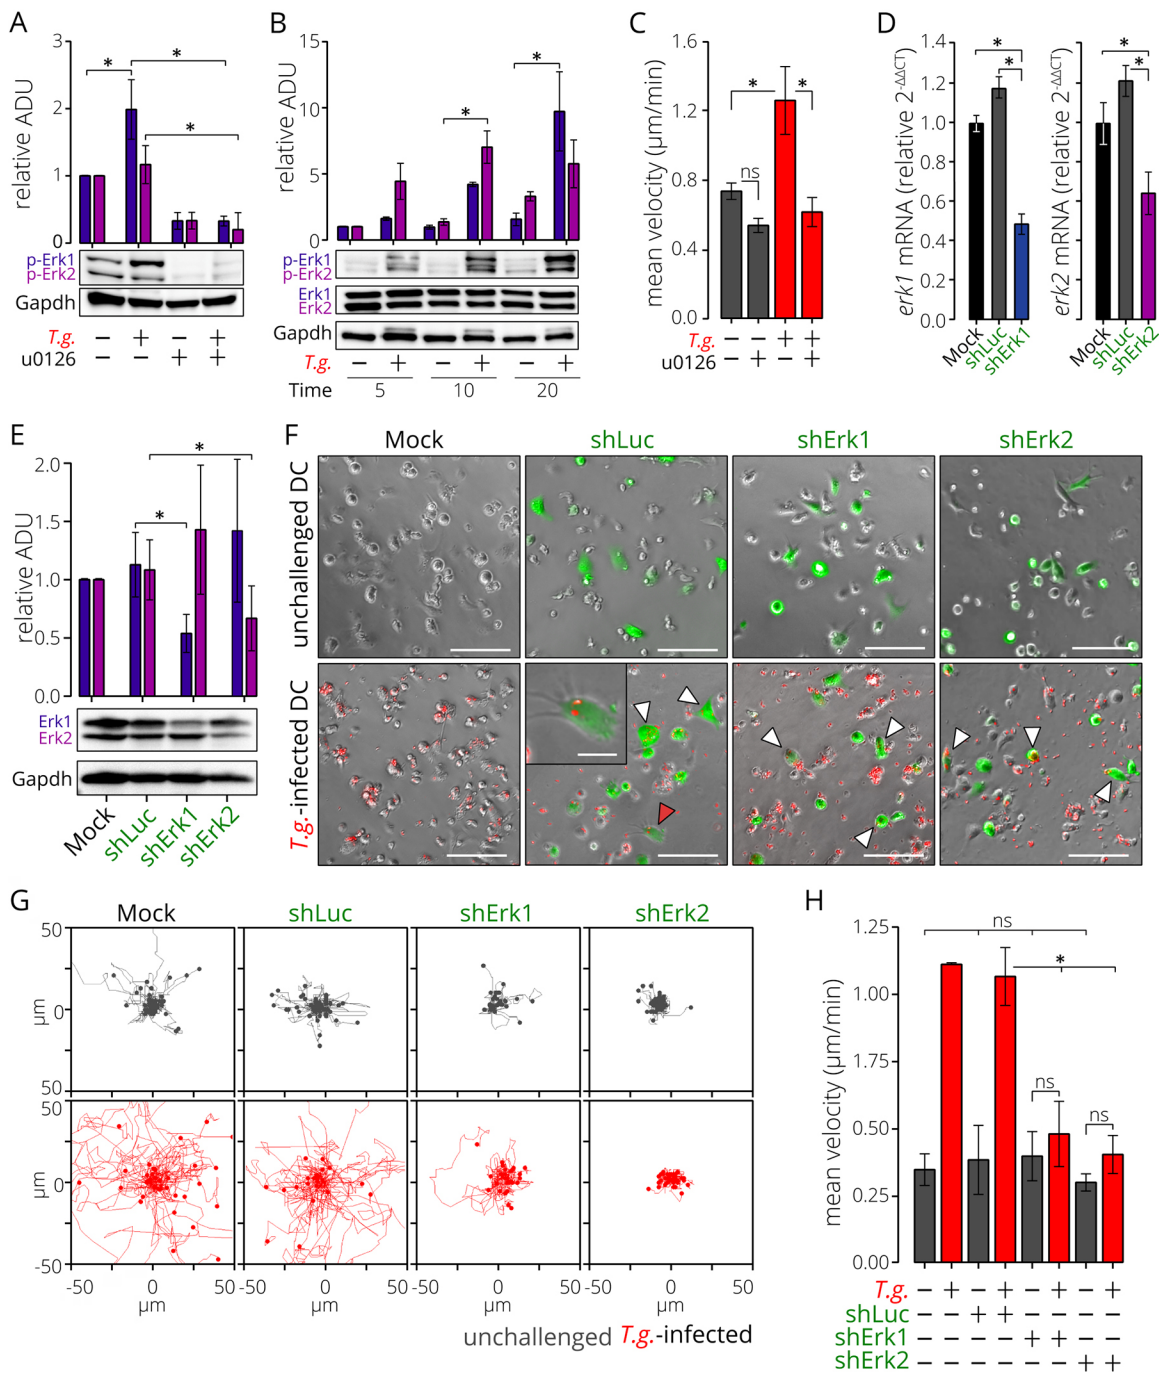 A
relative ADU
3
2
1
0
*
*
*
p-Erk1
p-Erk2
Gapdh
T.g. − + − +
u0126 − − + +
B
relative ADU
15
10
5
0
*
*
p-Erk1
p-Erk2
Erk1
Erk2
Gapdh
T.g. − + − + − +
Time 5 10 20
C
mean velocity (µm/min)
1.6
1.2
0.8
0.4
0.0
* *
ns
T.g. − − + +
u0126 − + − +
D
erk1 mRNA (relative 2-ΔΔCT)
1.4
1.2
1.0
0.8
0.6
0.4
0.2
0.0
*
*
Mock
shLuc
shErk1
erk2 mRNA (relative 2-ΔΔCT)
*
*
Mock
shLuc
shErk2
E
relative ADU
2.0
1.5
1.0
0.5
0.0
*
*
Erk1
Erk2
Gapdh
Mock
shLuc
shErk1
shErk2
F
Mock shLuc shErk1 shErk2
unchallenged DC
T.g.-infected DC
G
Mock shLuc shErk1 shErk2
50
µm
0
50
50
µm
0
-50
-50 0 50 -50 0 50 -50 0 50 -50 0 50
µm µm µm µm
unchallenged T.g.-infected
H
mean velocity (µm/min)
1.25
1.00
1.75
0.50
0.25
0.00
ns
*
ns
ns
T.g. − + − + − + − +
shLuc − − + + − − − −
shErk1 − − − − + + − −
shErk2 − − − − − − + +